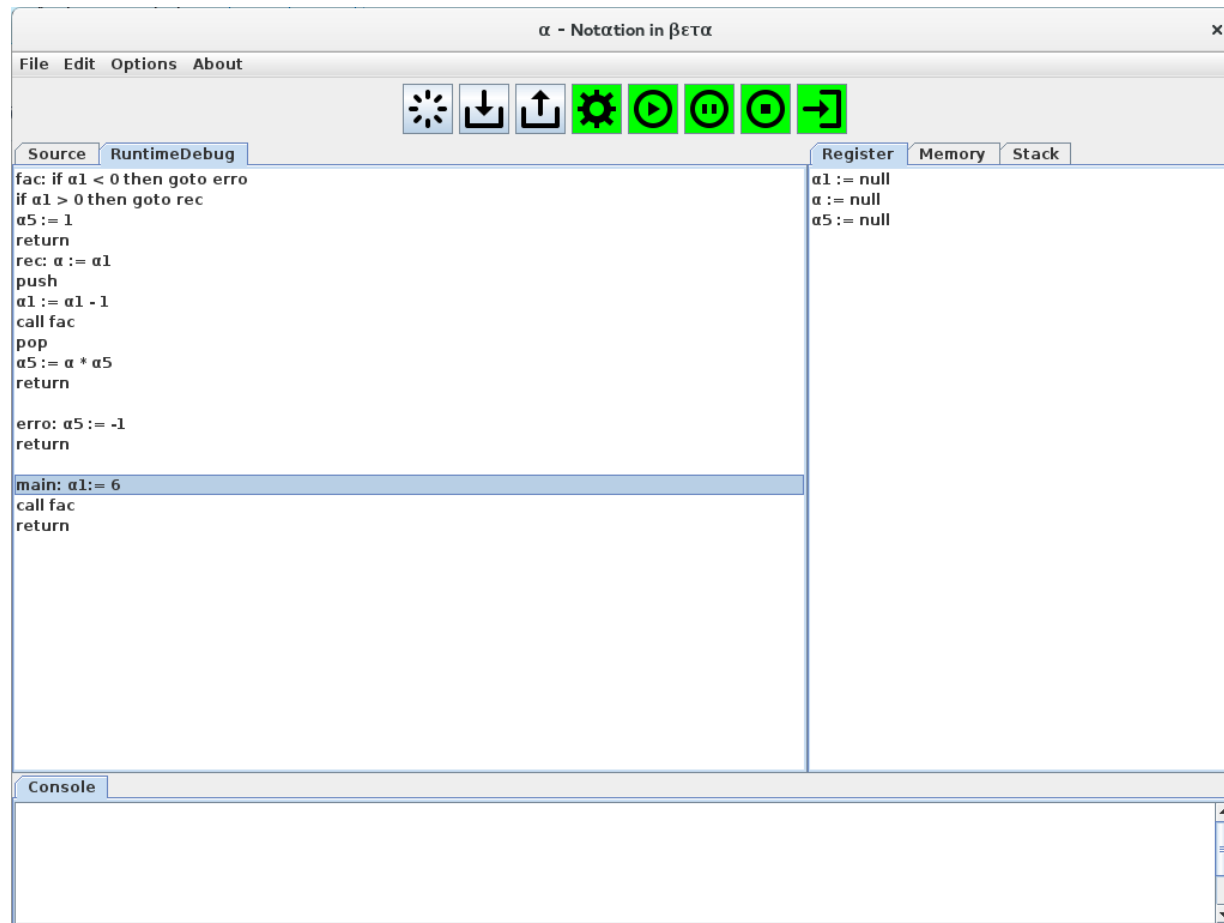 α - Notαtion in βετα
File Edit Options About
Source RuntimeDebug
fac: if α1 < 0 then goto erro
if α1 > 0 then goto rec
α5 := 1
return
rec: α := α1
push
α1 := α1 - 1
call fac
pop
α5 := α * α5
return
erro: α5 := -1
return
main: α1:= 6
call fac
return
Register Memory Stack
α1 := null
α := null
α5 := null
Console